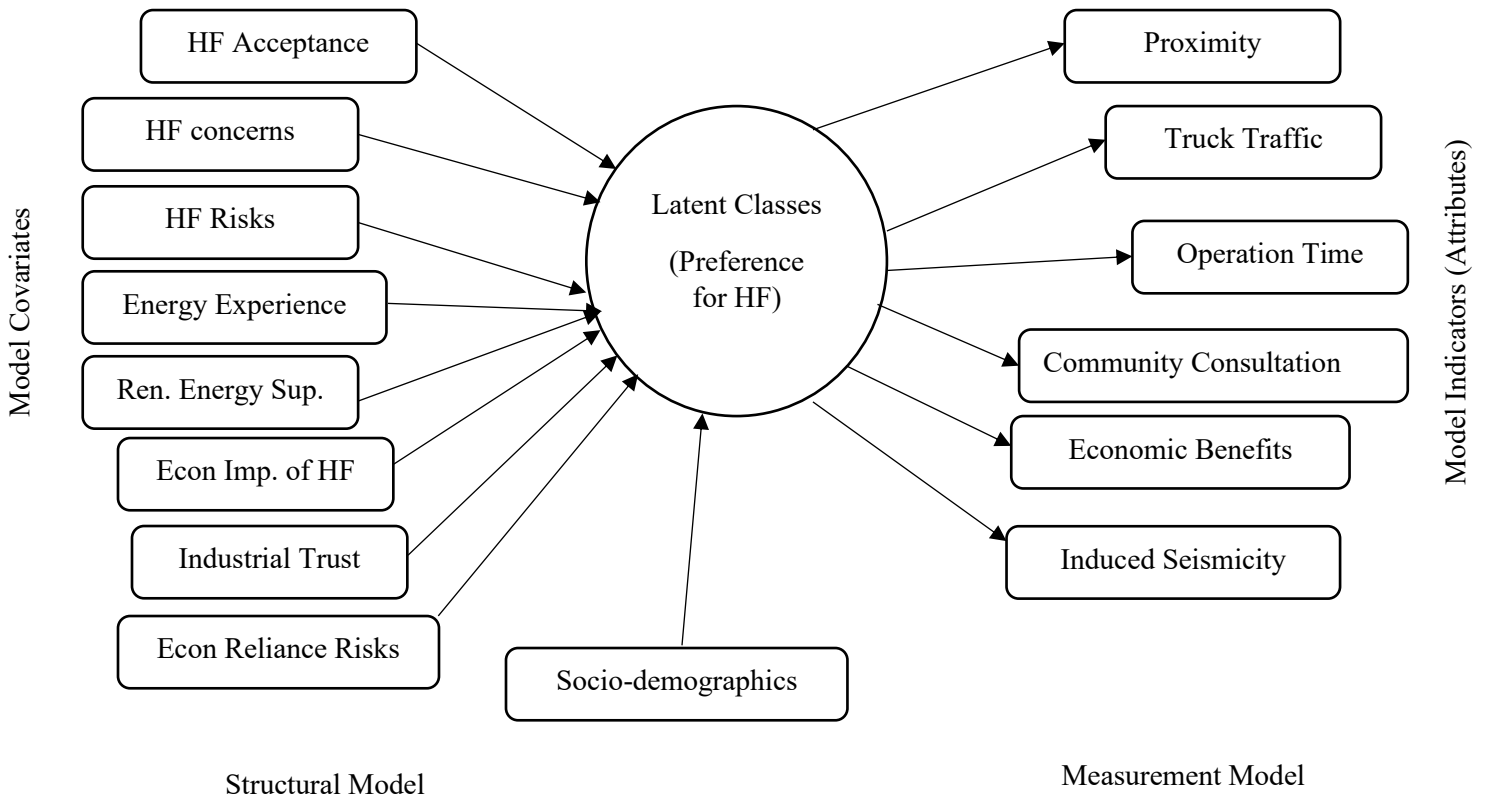 Model Covariates
HF Acceptance
HF concerns
HF Risks
Energy Experience
Ren. Energy Sup.
Econ Imp. of HF
Industrial Trust
Econ Reliance Risks
Socio-demographics
Latent Classes
(Preference
for HF)
Proximity
Truck Traffic
Operation Time
Community Consultation
Economic Benefits
Induced Seismicity
Model Indicators (Attributes)
Structural Model
Measurement Model